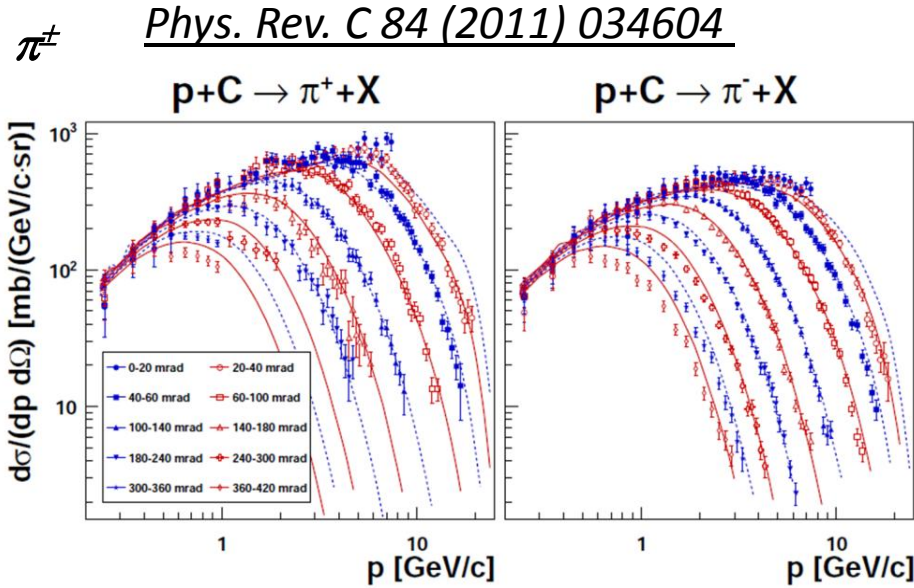 π±
Phys. Rev. C 84 (2011) 034604
p+C → π⁺+X
p+C → π⁻+X
dσ/(dp dΩ) [mb/(GeV/c·sr)]
10³
10²
10
0-20 mrad
20-40 mrad
40-60 mrad
60-100 mrad
100-140 mrad
140-180 mrad
180-240 mrad
240-300 mrad
300-360 mrad
360-420 mrad
1
10
1
10
p [GeV/c]
p [GeV/c]